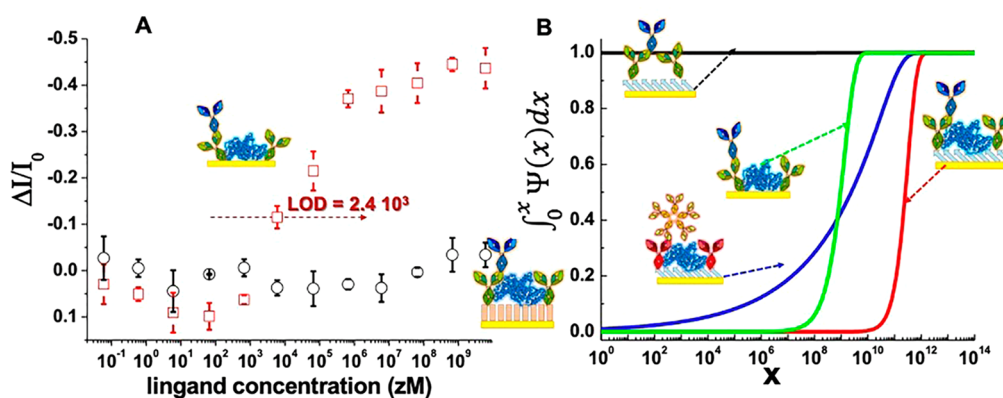 A
-0.5
-0.4
-0.3
-0.2
-0.1
0.0
0.1
ΔI/I₀
LOD = 2.4 10³
10⁻¹ 10⁰ 10¹ 10² 10³ 10⁴ 10⁵ 10⁶ 10⁷ 10⁸ 10⁹
lingand concentration (zM)
B
1.0
0.8
0.6
0.4
0.2
0.0
∫₀ˣ Ψ(x)dx
10⁰ 10² 10⁴ 10⁶ 10⁸ 10¹⁰ 10¹² 10¹⁴
x